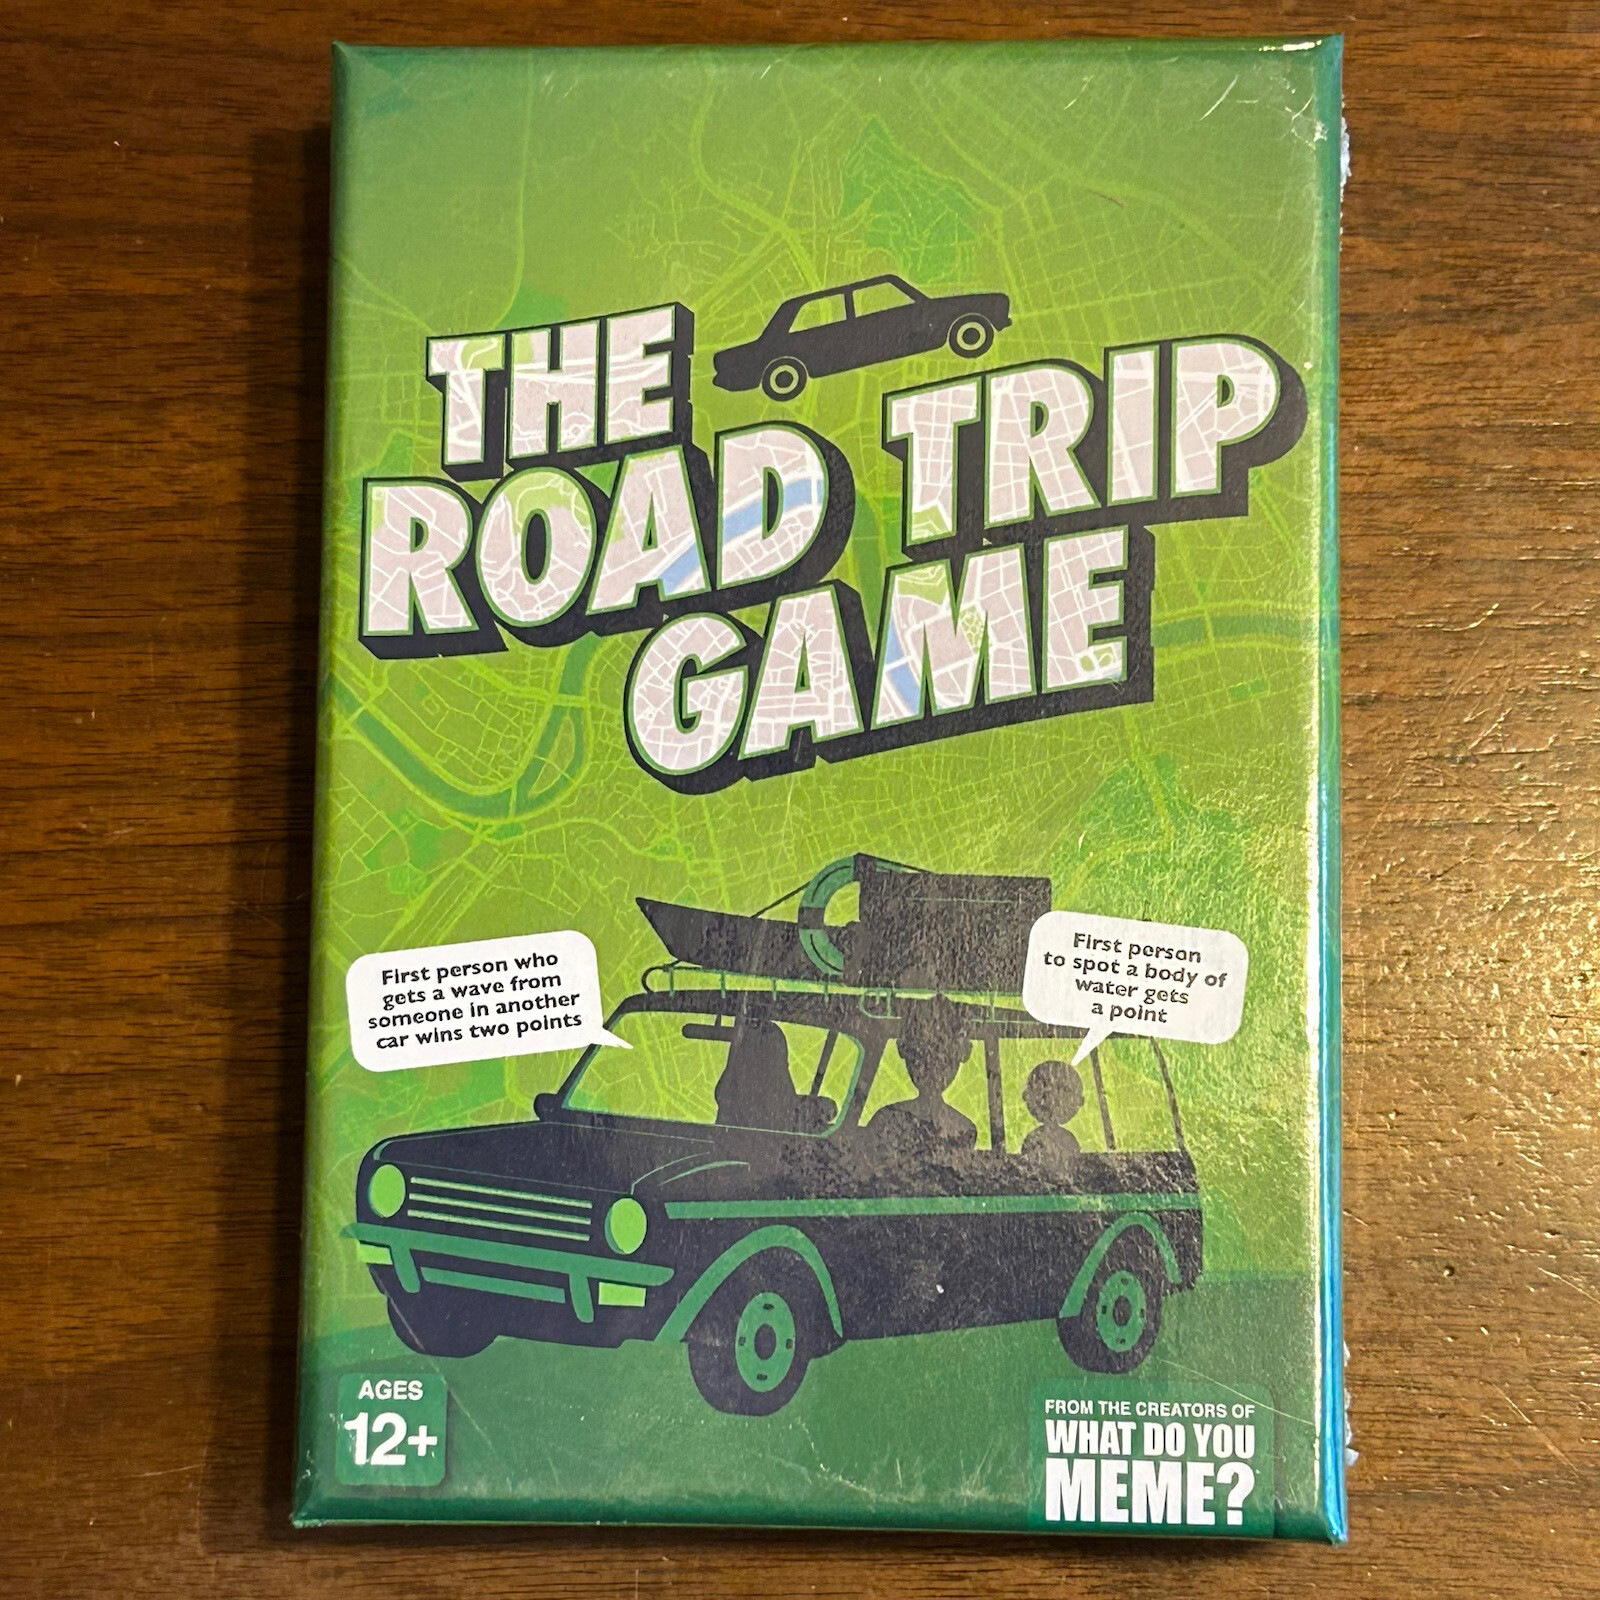 THE
ROAD TRIP
GAME
First person who
gets a wave from
someone in another
car wins two points
First person
to spot a body of
water gets
a point
AGES
12+
FROM THE CREATORS OF
WHAT DO YOU
MEME?